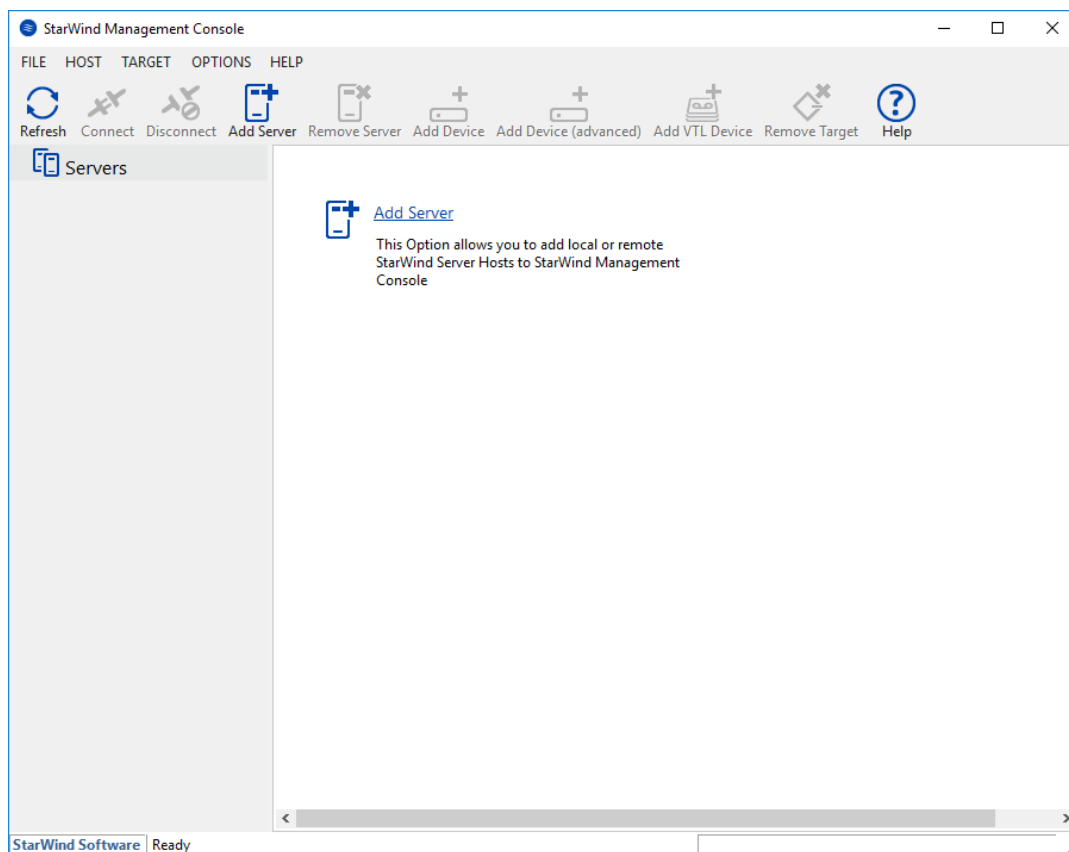 StarWind Management Console
FILE HOST TARGET OPTIONS HELP
Refresh Connect Disconnect Add Server Remove Server Add Device Add Device (advanced) Add VTL Device Remove Target Help
Servers
Add Server
This Option allows you to add local or remote
StarWind Server Hosts to StarWind Management
Console
StarWind Software Ready